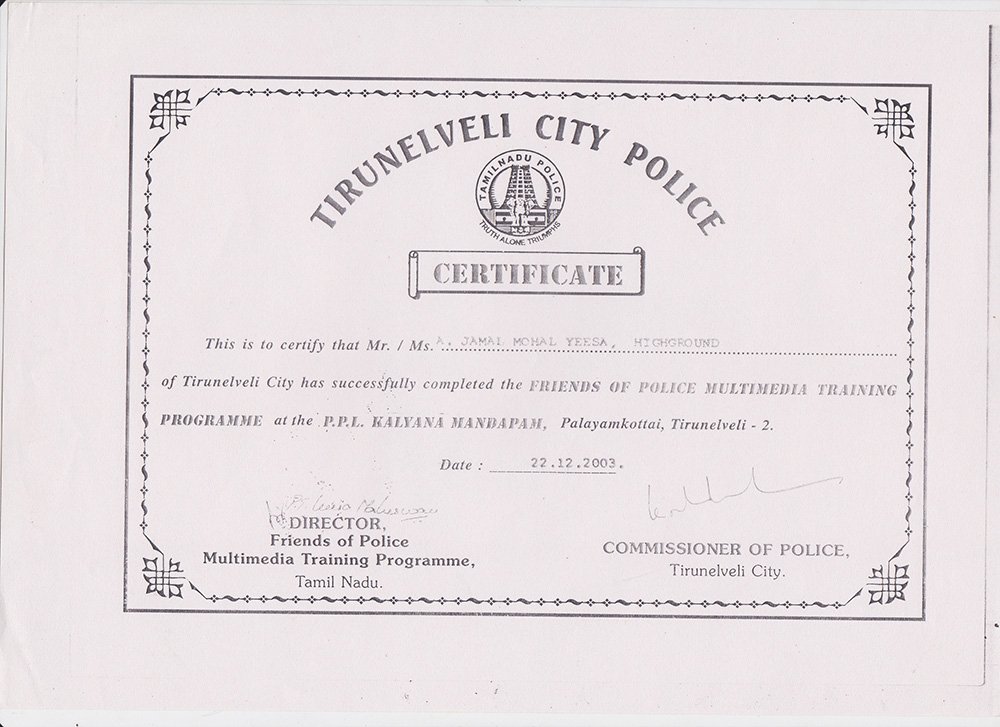 TIRUNELVELI CITY POLICE
TAMILNADU POLICE
TRUTH ALONE TRIUMPHS
CERTIFICATE
This is to certify that Mr. / Ms. A. JAMAL MOHAL YEESA, HIGHGROUND
of Tirunelveli City has successfully completed the FRIENDS OF POLICE MULTIMEDIA TRAINING
PROGRAMME at the P.P.L. KALYANA MANDAPAM, Palayamkottai, Tirunelveli - 2.
Date : 22.12.2003.
DIRECTOR,
Friends of Police
Multimedia Training Programme,
Tamil Nadu.
COMMISSIONER OF POLICE,
Tirunelveli City.